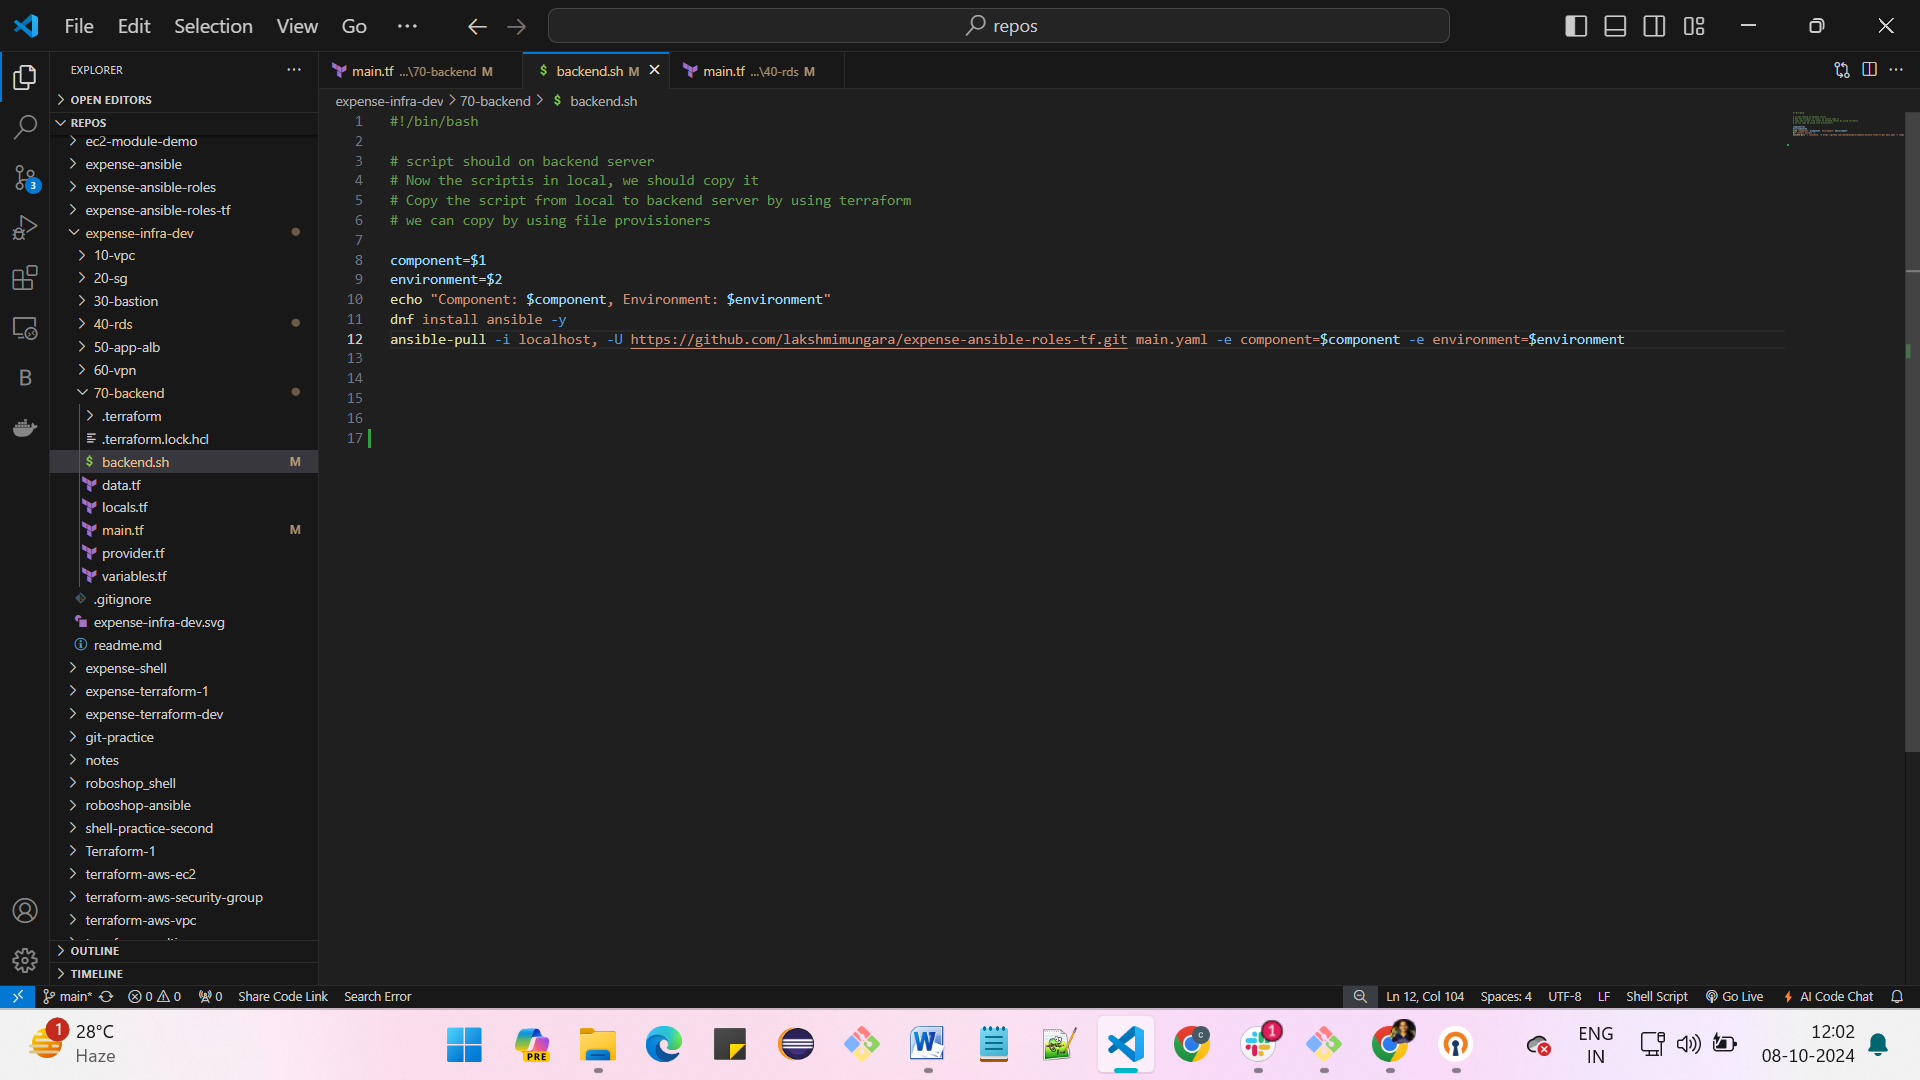 File Edit Selection View Go ··· repos
EXPLORER ···
OPEN EDITORS
REPOS
ec2-module-demo
expense-ansible
expense-ansible-roles
expense-ansible-roles-tf
expense-infra-dev
10-vpc
20-sg
30-bastion
40-rds
50-app-alb
60-vpn
70-backend
.terraform
.terraform.lock.hcl
backend.sh M
data.tf
locals.tf
main.tf M
provider.tf
variables.tf
.gitignore
expense-infra-dev.svg
readme.md
expense-shell
expense-terraform-1
expense-terraform-dev
git-practice
notes
roboshop_shell
roboshop-ansible
shell-practice-second
Terraform-1
terraform-aws-ec2
terraform-aws-security-group
terraform-aws-vpc
OUTLINE
TIMELINE
3
B
main.tf ...\70-backend M $ backend.sh M main.tf ...\40-rds M
expense-infra-dev > 70-backend > $ backend.sh
1 #!/bin/bash
2
3 # script should on backend server
4 # Now the scriptis in local, we should copy it
5 # Copy the script from local to backend server by using terraform
6 # we can copy by using file provisioners
7
8 component=$1
9 environment=$2
10 echo "Component: $component, Environment: $environment"
11 dnf install ansible -y
12 ansible-pull -i localhost, -U https://github.com/lakshmimungara/expense-ansible-roles-tf.git main.yaml -e component=$component -e environment=$environment
13
14
15
16
17
main* 0 0 0 Share Code Link Search Error Ln 12, Col 104 Spaces: 4 UTF-8 LF Shell Script Go Live AI Code Chat
1 28°C
Haze
PRE
C
1
ENG
IN
12:02
08-10-2024